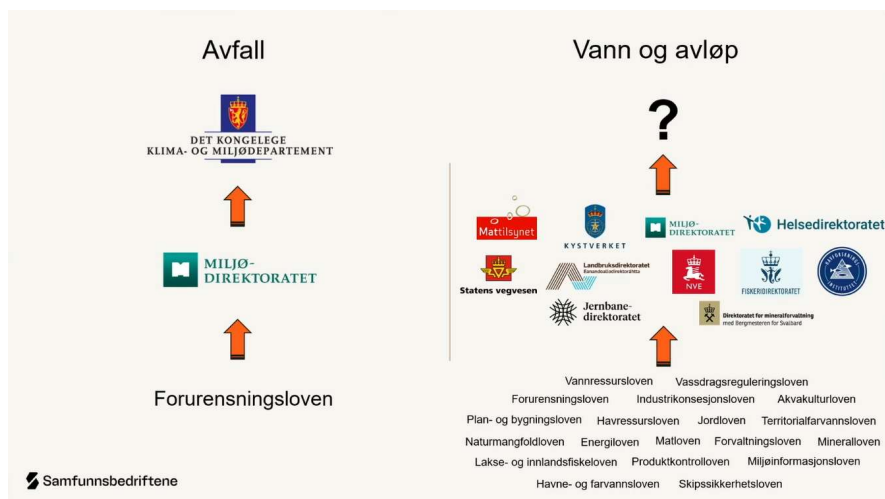 Avfall
DET KONGELEGE
KLIMA- OG MILJØDEPARTEMENT
MILJØ-
DIREKTORATET
Forurensningsloven
Samfunnsbedriftene
Vann og avløp
?
Mattilsynet
KYSTVERKET
MILJØ-
DIREKTORATET
Helsedirektoratet
Statens vegvesen
Landbruksdirektoratet
NVE
FISKERIDIREKTORATET
Jernbane-
direktoratet
Direktoratet for mineralforvaltning
med Bergmesteren for Svalbard
Vannressursloven Vassdragsreguleringsloven
Forurensningsloven Industrikonsesjonsloven Akvakulturloven
Plan- og bygningsloven Havressursloven Jordloven Territorialfarvannsloven
Naturmangfoldloven Energiloven Matloven Forvaltningsloven Mineralloven
Lakse- og innlandsfiskeloven Produktkontrolloven Miljøinformasjonsloven
Havne- og farvannsloven Skipssikkerhetsloven